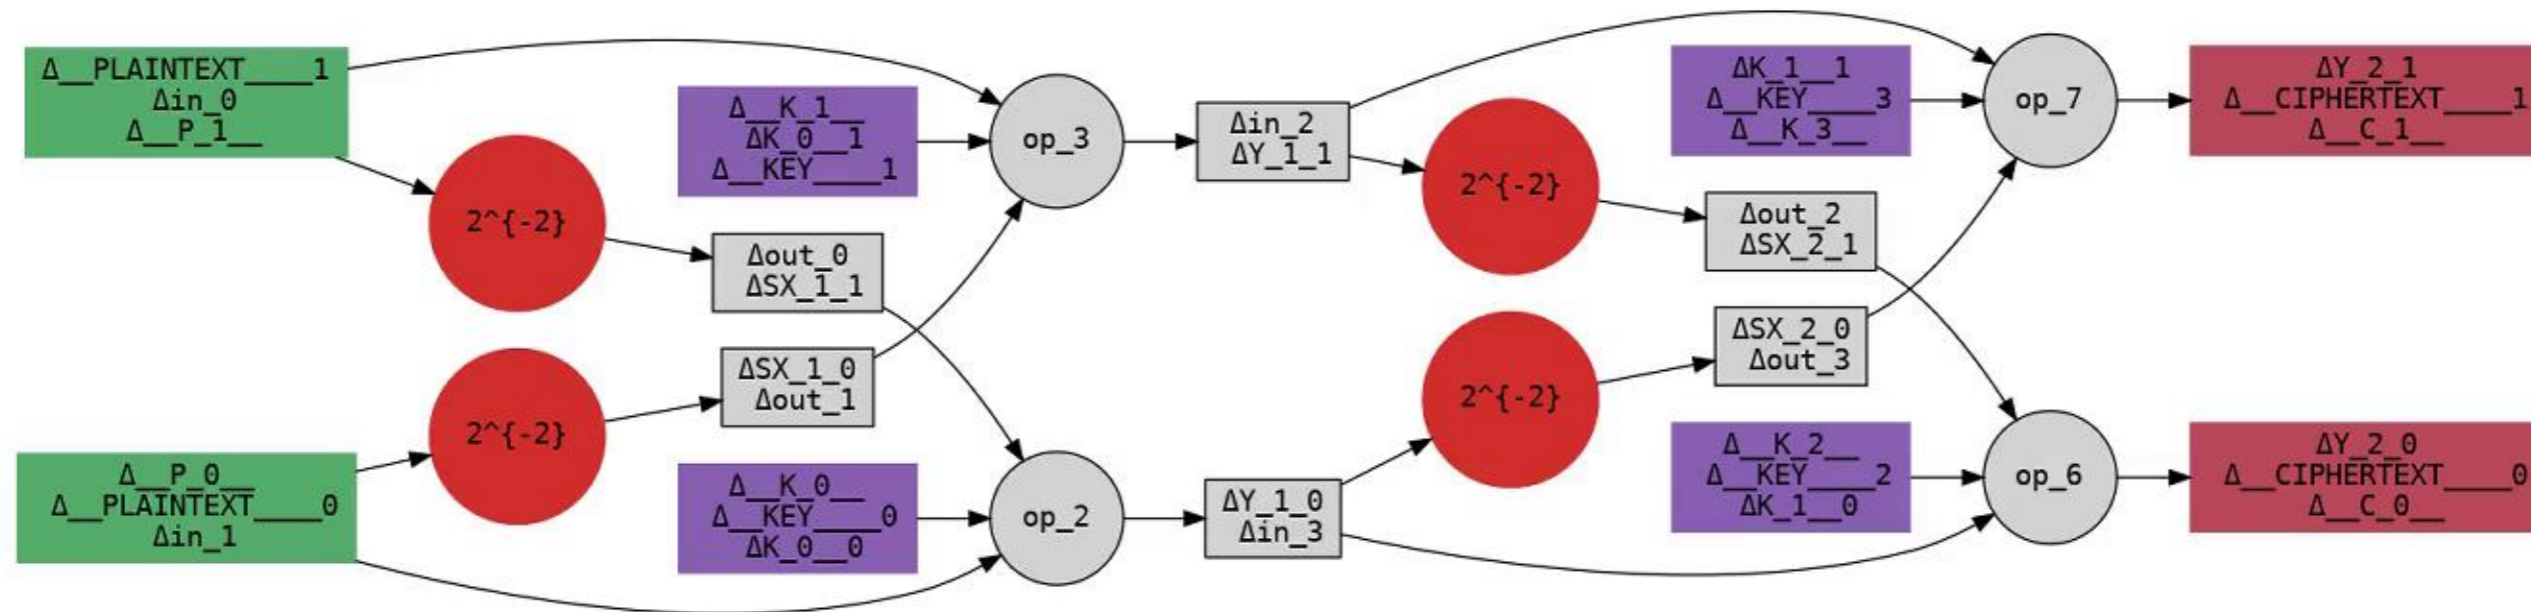 Δ__PLAINTEXT____1
Δin_0
Δ__P_1__
2^{-2}
Δ__K_1__
ΔK_0__1
Δ__KEY____1
op_3
Δout_0
ΔSX_1_1
ΔSX_1_0
Δout_1
2^{-2}
Δ__P_0__
Δ__PLAINTEXT____0
Δin_1
Δ__K_0__
Δ__KEY____0
ΔK_0__0
op_2
Δin_2
ΔY_1_1
2^{-2}
ΔK_1__1
Δ__KEY____3
Δ__K_3__
op_7
ΔY_2_1
Δ__CIPHERTEXT____1
Δ__C_1__
Δout_2
ΔSX_2_1
ΔSX_2_0
Δout_3
2^{-2}
ΔY_1_0
Δin_3
Δ__K_2__
Δ__KEY____2
ΔK_1__0
op_6
ΔY_2_0
Δ__CIPHERTEXT____0
Δ__C_0__